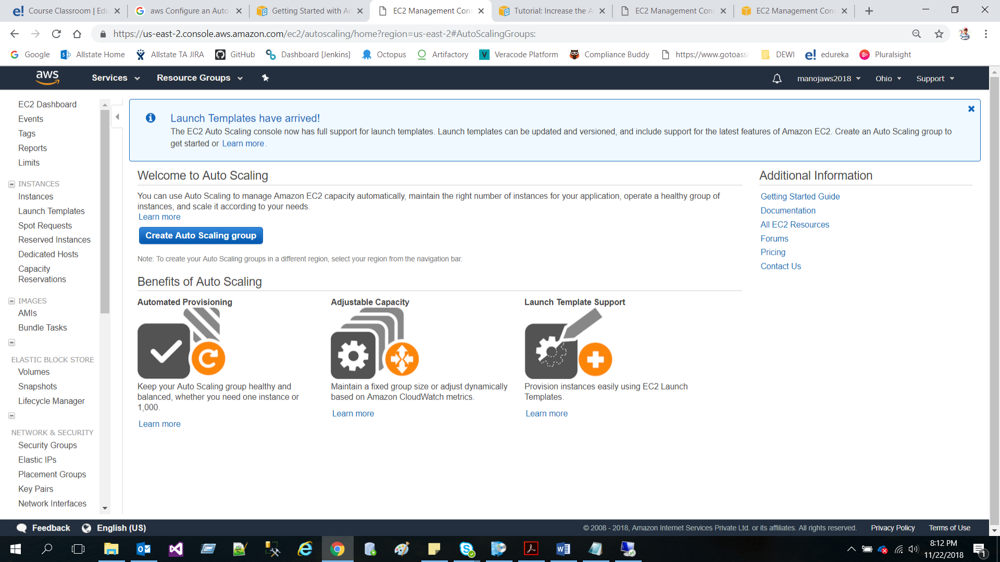 Course Classroom | Edu
aws Configure an Auto
Getting Started with Am
EC2 Management Cons
Tutorial: Increase the A
EC2 Management Cons
EC2 Management Cons
https://us-east-2.console.aws.amazon.com/ec2/autoscaling/home?region=us-east-2#AutoScalingGroups:
Google
Allstate Home
Allstate TA JIRA
GitHub
Dashboard [Jenkins]
Octopus
Artifactory
Veracode Platform
Compliance Buddy
https://www.gotoassi
DEWI
edureka
Pluralsight
aws
Services
Resource Groups
manojaws2018
Ohio
Support
EC2 Dashboard
Events
Tags
Reports
Limits
INSTANCES
Instances
Launch Templates
Spot Requests
Reserved Instances
Dedicated Hosts
Capacity
Reservations
IMAGES
AMIs
Bundle Tasks
ELASTIC BLOCK STORE
Volumes
Snapshots
Lifecycle Manager
NETWORK & SECURITY
Security Groups
Elastic IPs
Placement Groups
Key Pairs
Network Interfaces
Launch Templates have arrived!
The EC2 Auto Scaling console now has full support for launch templates. Launch templates can be updated and versioned, and include support for the latest features of Amazon EC2. Create an Auto Scaling group to
get started or Learn more.
Welcome to Auto Scaling
You can use Auto Scaling to manage Amazon EC2 capacity automatically, maintain the right number of instances for your application, operate a healthy group of
instances, and scale it according to your needs.
Learn more
Create Auto Scaling group
Note: To create your Auto Scaling groups in a different region, select your region from the navigation bar.
Benefits of Auto Scaling
Automated Provisioning
Keep your Auto Scaling group healthy and
balanced, whether you need one instance or
1,000.
Learn more
Adjustable Capacity
Maintain a fixed group size or adjust dynamically
based on Amazon CloudWatch metrics.
Learn more
Launch Template Support
Provision instances easily using EC2 Launch
Templates.
Learn more
Additional Information
Getting Started Guide
Documentation
All EC2 Resources
Forums
Pricing
Contact Us
Feedback
English (US)
© 2008 - 2018, Amazon Internet Services Private Ltd. or its affiliates. All rights reserved.
Privacy Policy
Terms of Use
8:12 PM
11/22/2018
1